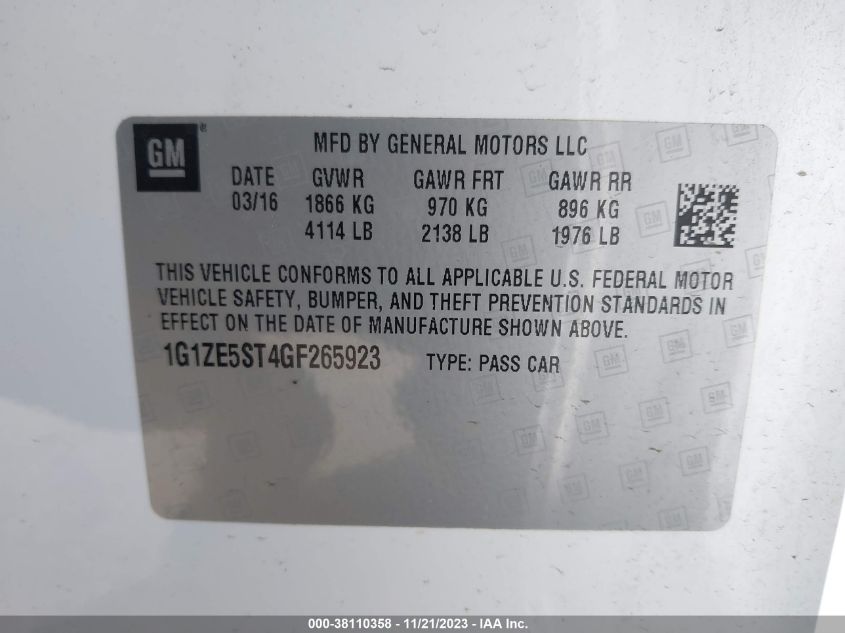 GM®
MFD BY GENERAL MOTORS LLC
DATE GVWR GAWR FRT GAWR RR
03/16 1866 KG 970 KG 896 KG
4114 LB 2138 LB 1976 LB
THIS VEHICLE CONFORMS TO ALL APPLICABLE U.S. FEDERAL MOTOR
VEHICLE SAFETY, BUMPER, AND THEFT PREVENTION STANDARDS IN
EFFECT ON THE DATE OF MANUFACTURE SHOWN ABOVE.
1G1ZE5ST4GF265923 TYPE: PASS CAR
000-38110358 - 11/21/2023 - IAA Inc.